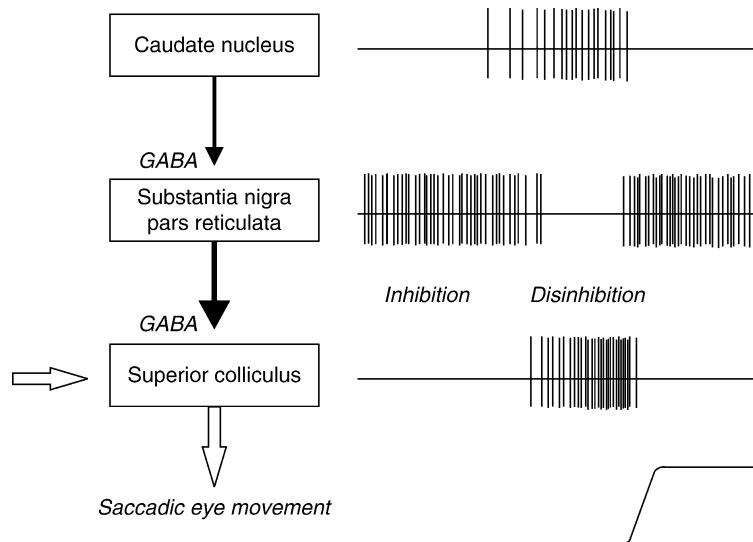 Caudate nucleus
GABA
Substantia nigra
pars reticulata
Inhibition
Disinhibition
GABA
Superior colliculus
Saccadic eye movement